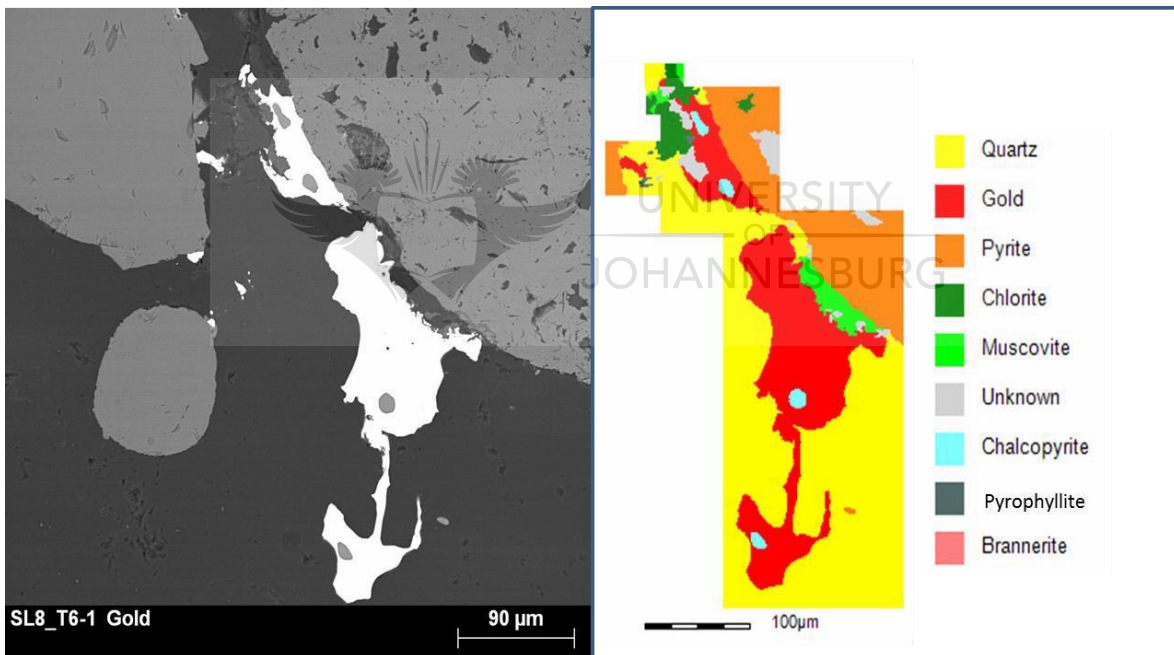 UNIVERSITY
OF
JOHANNESBURG
Quartz
Gold
Pyrite
Chlorite
Muscovite
Unknown
Chalcopyrite
Pyrophyllite
Brannerite
SL8_T6-1 Gold
90 µm
100µm